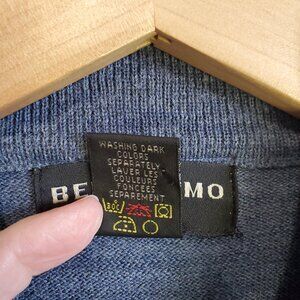 WASHING DARK
COLORS
SEPARATELY
LAVER LES
COULEURS
FONCEES
SEPAREMENT
BE MO